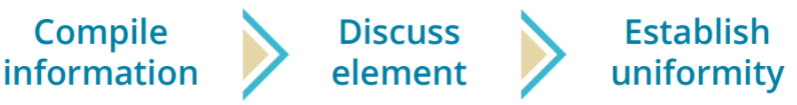 Compile
information
Discuss
element
Establish
uniformity